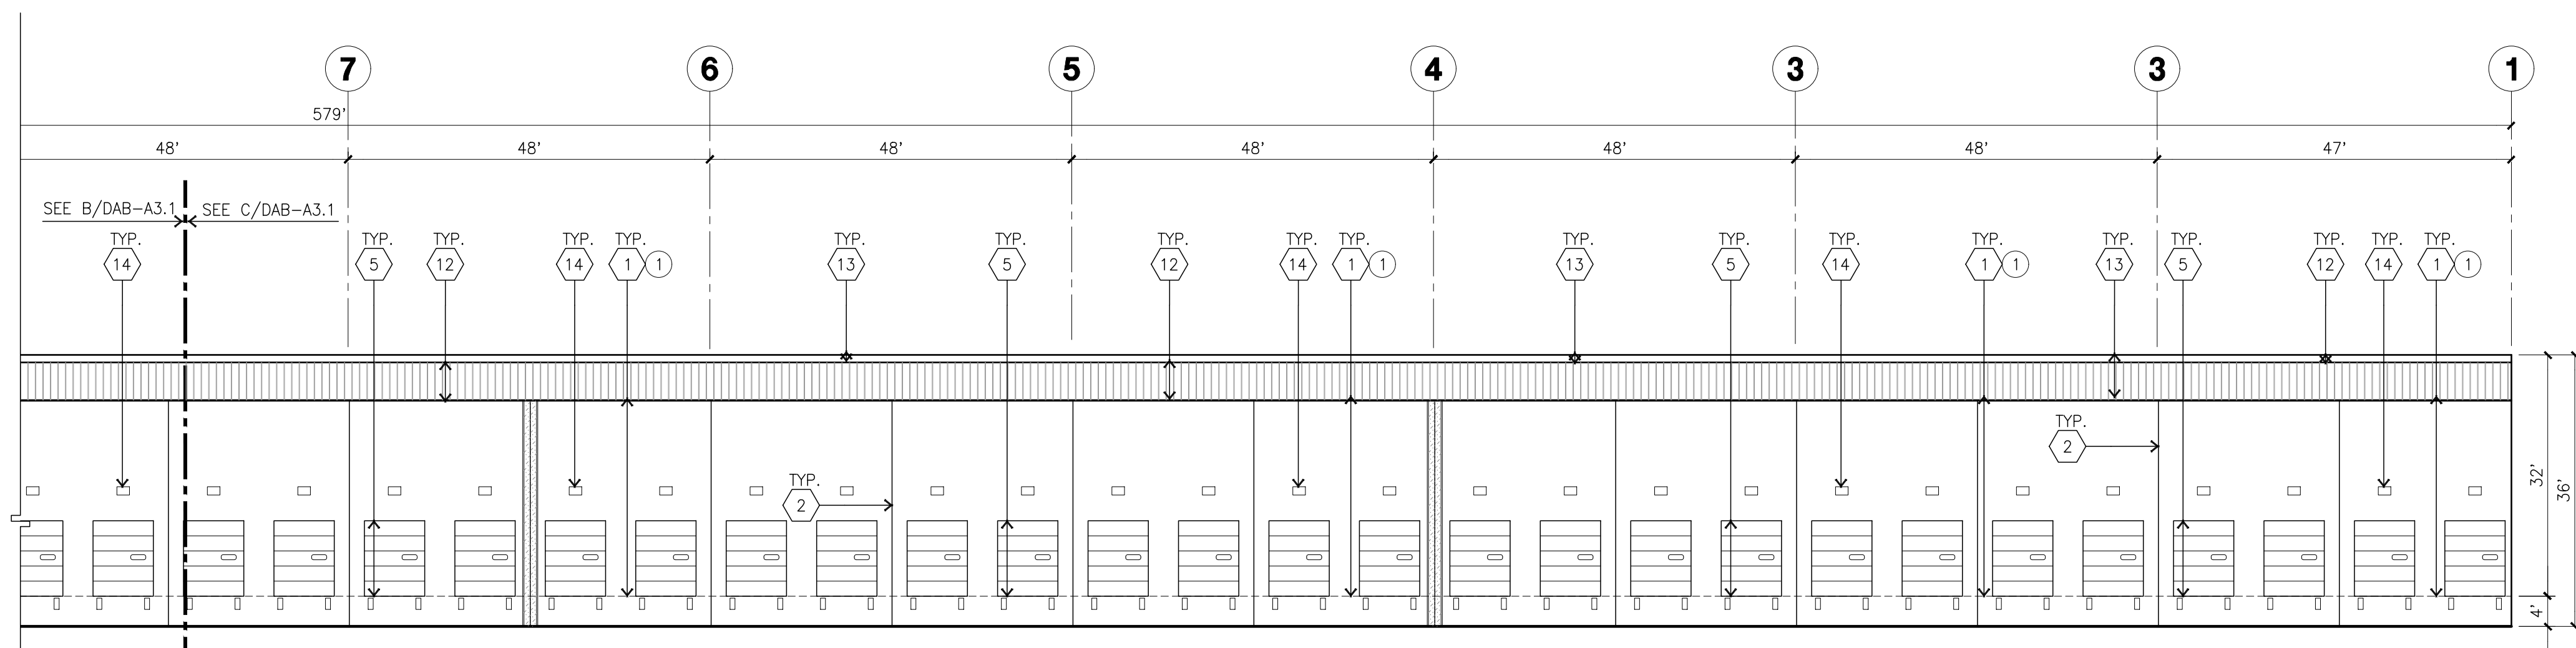 7 6 5 4 3 3 1
579'
48' 48' 48' 48' 48' 48' 47'
SEE B/DAB-A3.1 SEE C/DAB-A3.1
TYP. TYP. TYP. TYP. TYP. TYP. TYP. TYP. TYP. TYP. TYP. TYP. TYP. TYP. TYP. TYP. TYP. TYP. TYP.
14 5 12 14 1 1 13 5 12 14 1 1 13 5 14 1 1 13 5 12 14 1 1
TYP.
2
TYP.
2
32'
36'
4'